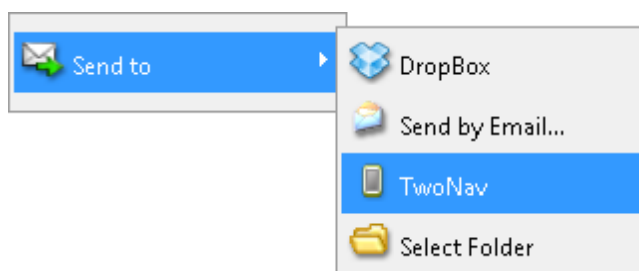 Send to
DropBox
Send by Email...
TwoNav
Select Folder